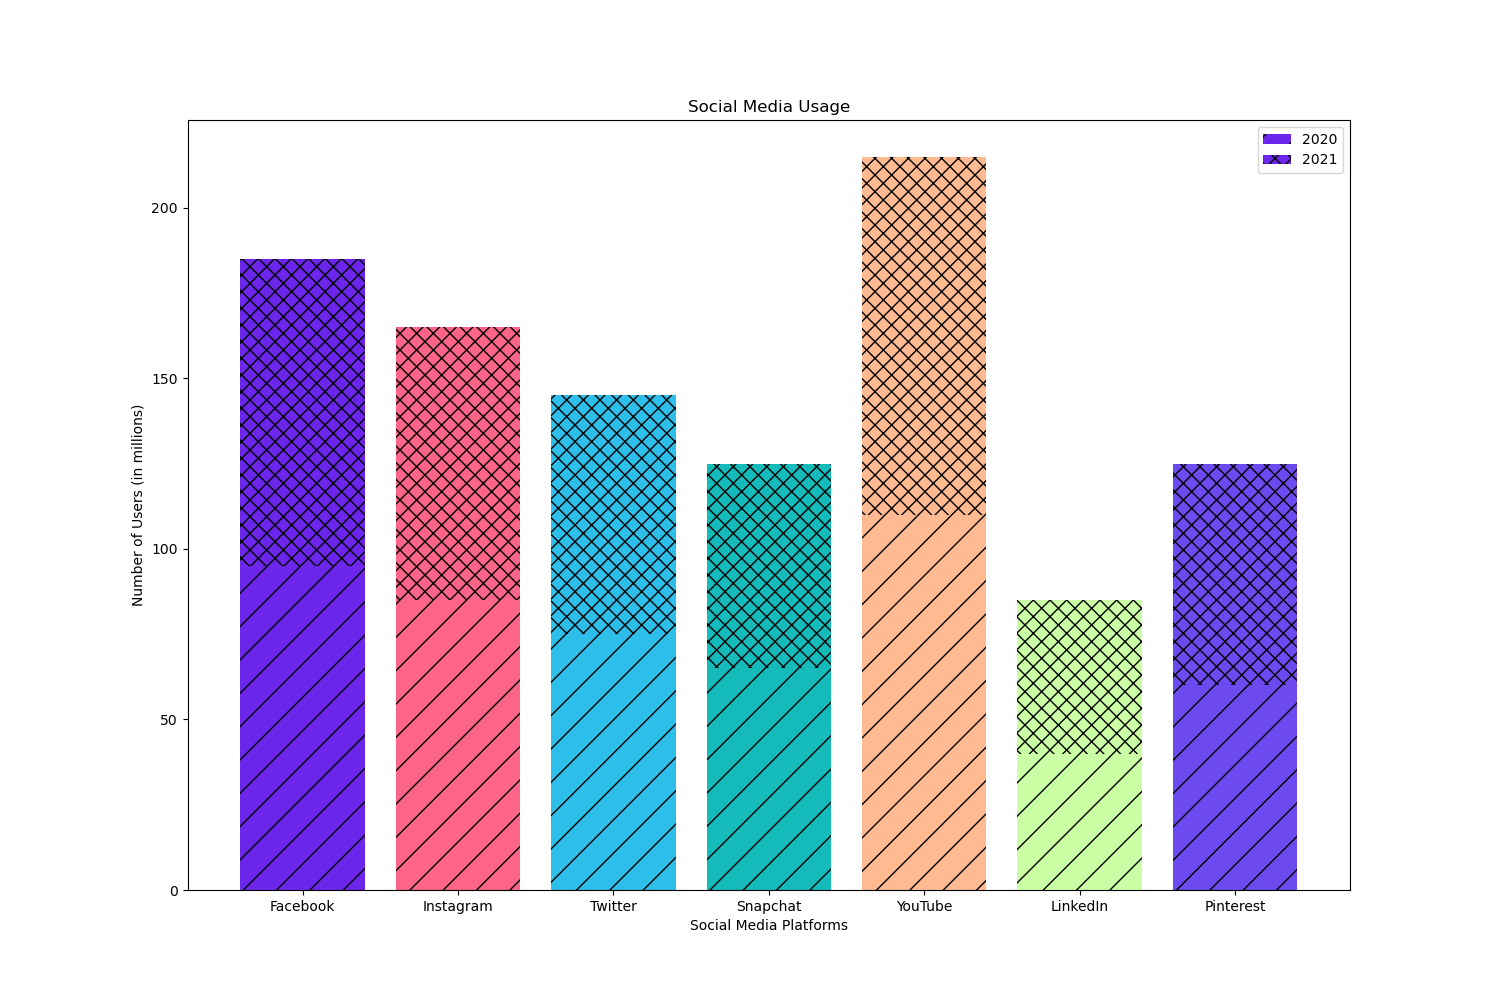 Social Media Usage
2020
2021
200
150
100
50
0
Number of Users (in millions)
Facebook Instagram Twitter Snapchat YouTube LinkedIn Pinterest
Social Media Platforms